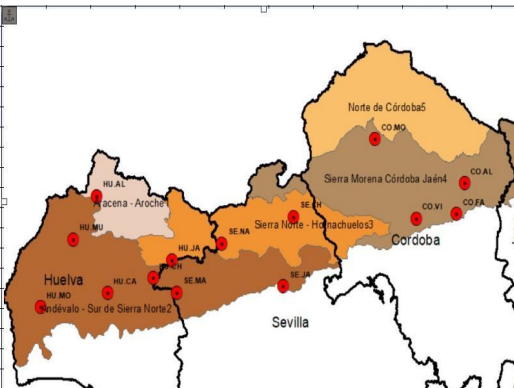 Norte de Córdoba5
CO.MO
Sierra Morena Córdoba Jaén4
CO.AL
HU.AL
Aracena - Aroche
SE.CH
CO.VI
CO.FA
Sierra Norte - Hornachuelos3
HU.MU
SE.NA
Cordoba
HU.JA
HU.CH
Huelva
HU.CA
SE.MA
SE.JA
HU.MO
Andévalo - Sur de Sierra Norte2
Sevilla